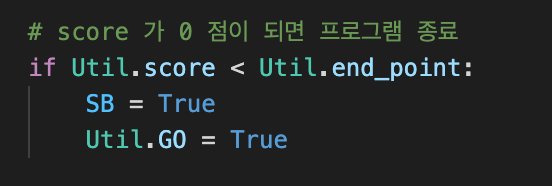 # score 가 0 점이 되면 프로그램 종료
if Util.score < Util.end_point:
    SB = True
    Util.GO = True